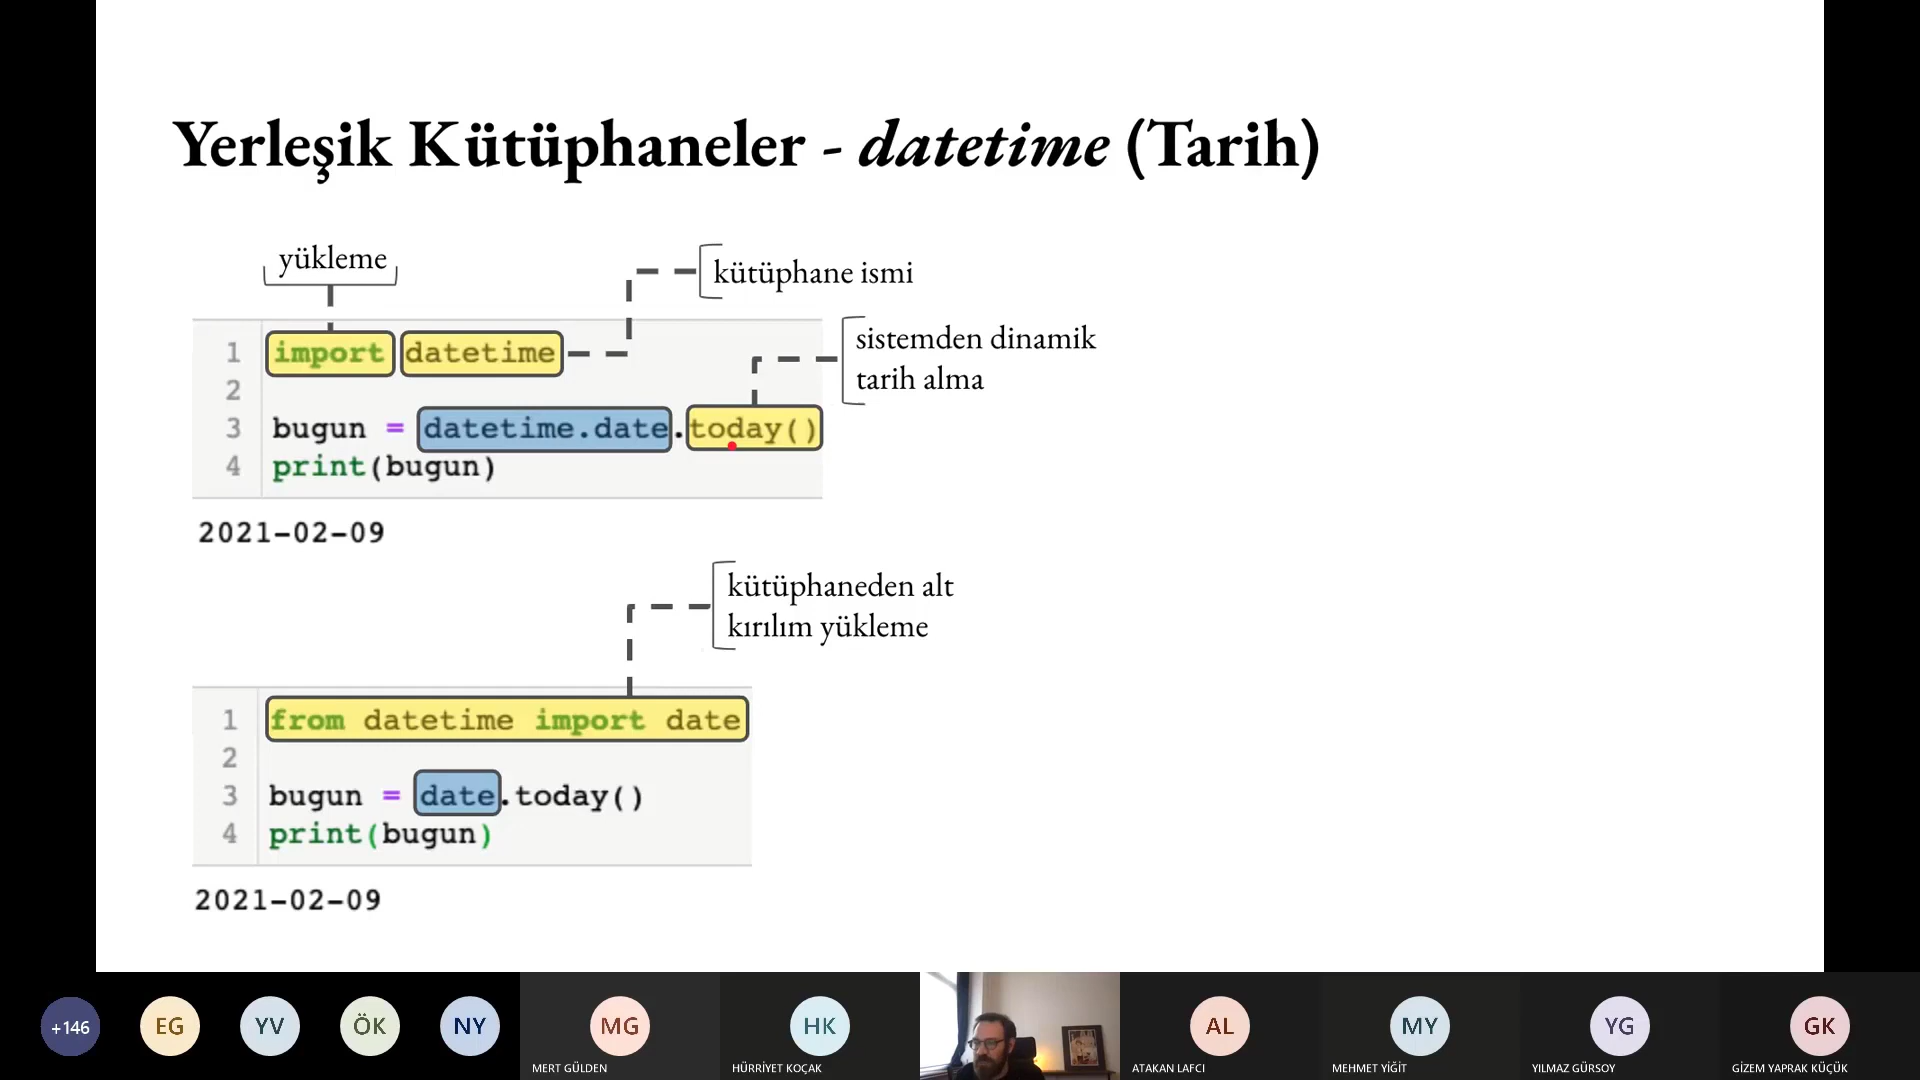 Yerleşik Kütüphaneler - datetime (Tarih)
yükleme
kütüphane ismi
sistemden dinamik
tarih alma
1 import datetime
2
3 bugun = datetime.date.today()
4 print(bugun)
2021-02-09
kütüphaneden alt
kırılım yükleme
1 from datetime import date
2
3 bugun = date.today()
4 print(bugun)
2021-02-09
+146
EG
YV
ÖK
NY
MG
HK
AL
MY
YG
GK
MERT GÜLDEN
HÜRRİYET KOÇAK
ATAKAN LAFCI
MEHMET YİĞİT
YILMAZ GÜRSOY
GİZEM YAPRAK KÜÇÜK